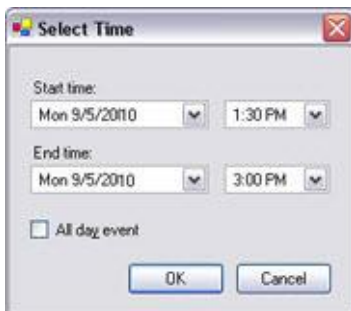 Select Time
Start time:
Mon 9/5/2010 1:30 PM
End time:
Mon 9/5/2010 3:00 PM
All day event
OK Cancel